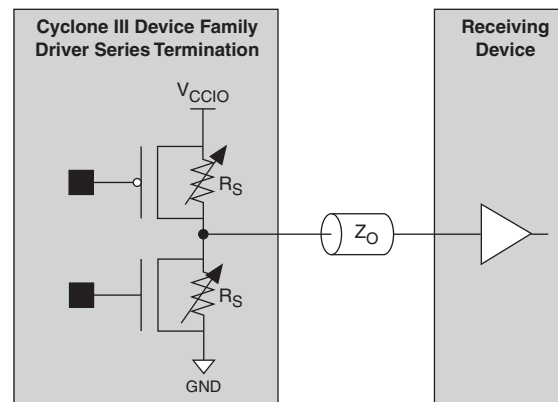 Cyclone III Device Family
Driver Series Termination
Receiving
Device
VCCIO
RS
ZO
RS
GND